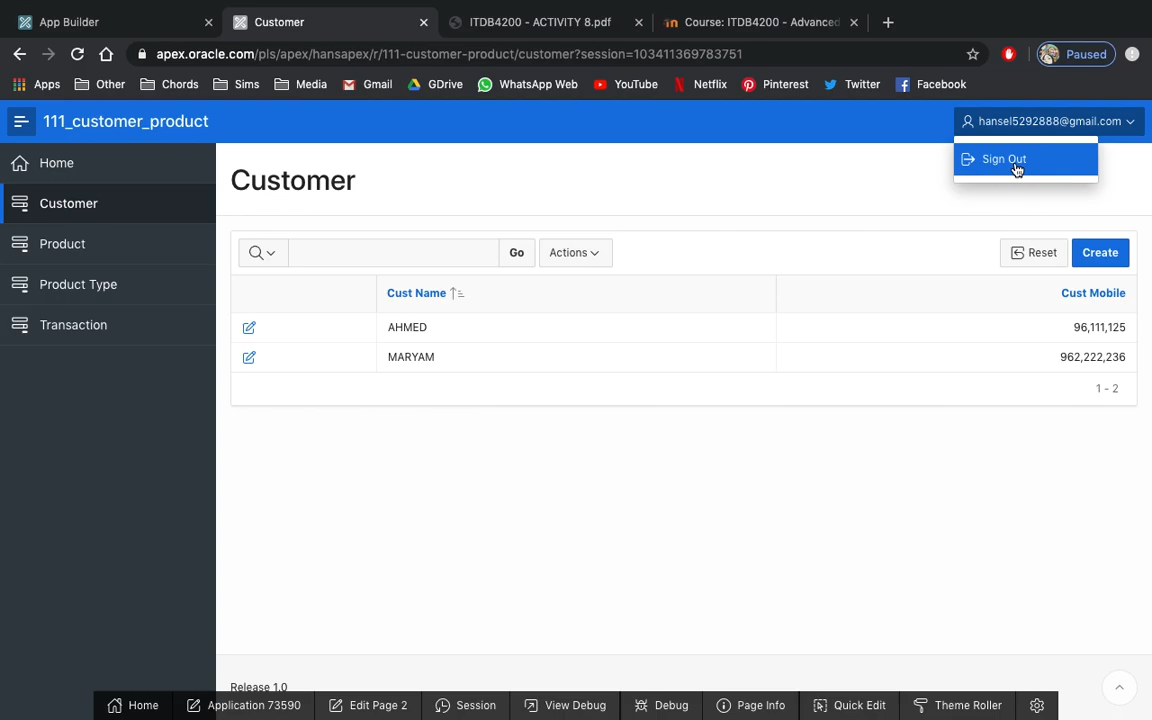 App Builder
Customer
ITDB4200 - ACTIVITY 8.pdf
Course: ITDB4200 - Advanced
apex.oracle.com/pls/apex/hansapex/r/111-customer-product/customer?session=103411369783751
Paused
Apps
Other
Chords
Sims
Media
Gmail
GDrive
WhatsApp Web
YouTube
Netflix
Pinterest
Twitter
Facebook
111_customer_product
hansel5292888@gmail.com
Sign Out
Home
Customer
Product
Product Type
Transaction
Customer
Go
Actions
Reset
Create
Cust Name
Cust Mobile
AHMED
96,111,125
MARYAM
962,222,236
1 - 2
Release 1.0
Home
Application 73590
Edit Page 2
Session
View Debug
Debug
Page Info
Quick Edit
Theme Roller